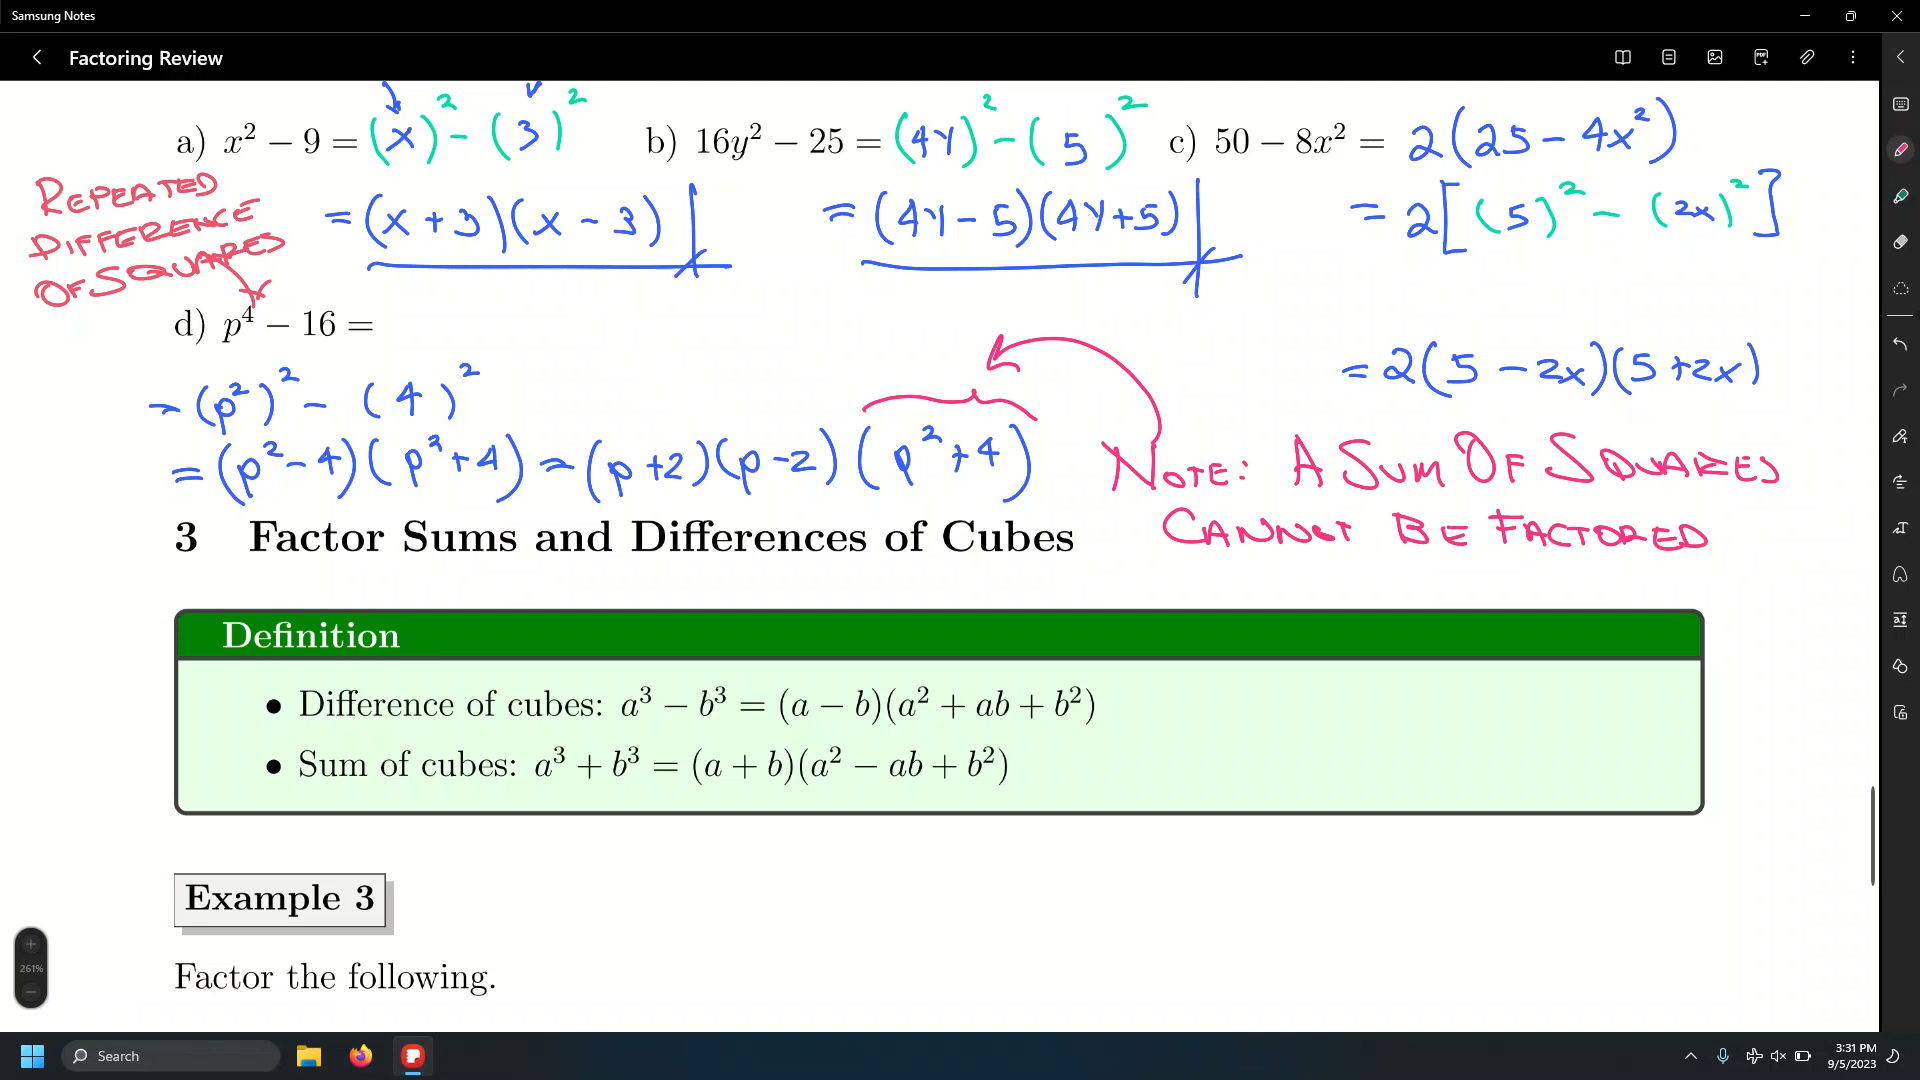 Samsung Notes
Factoring Review
a) x² − 9 = (x)² − (3)²
= (x + 3)(x − 3)
b) 16y² − 25 = (4y)² − (5)²
= (4y − 5)(4y + 5)
c) 50 − 8x² = 2(25 − 4x²)
= 2[(5)² − (2x)²]
= 2(5 − 2x)(5 + 2x)
REPEATED
DIFFERENCE
OF SQUARES
d) p⁴ − 16 =
= (p²)² − (4)²
= (p² − 4)(p² + 4) = (p + 2)(p − 2)(p² + 4)
NOTE: A SUM OF SQUARES
CANNOT BE FACTORED
3 Factor Sums and Differences of Cubes
Definition
• Difference of cubes: a³ − b³ = (a − b)(a² + ab + b²)
• Sum of cubes: a³ + b³ = (a + b)(a² − ab + b²)
Example 3
Factor the following.
261%
Search
3:31 PM
9/5/2023